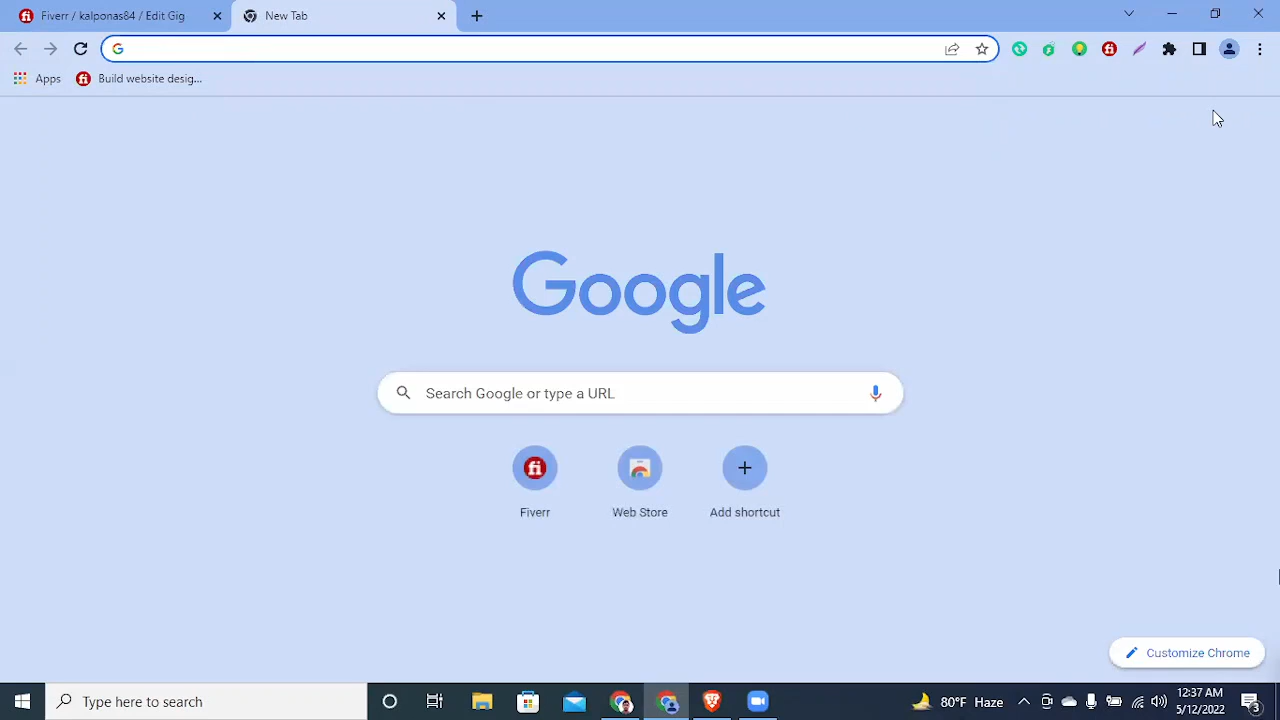 Fiverr / kalponas84 / Edit Gig
New Tab
Apps
Build website desig...
Google
Search Google or type a URL
Fiverr
Web Store
Add shortcut
Customize Chrome
Type here to search
80°F Haze
12:37 AM
5/12/2022
3